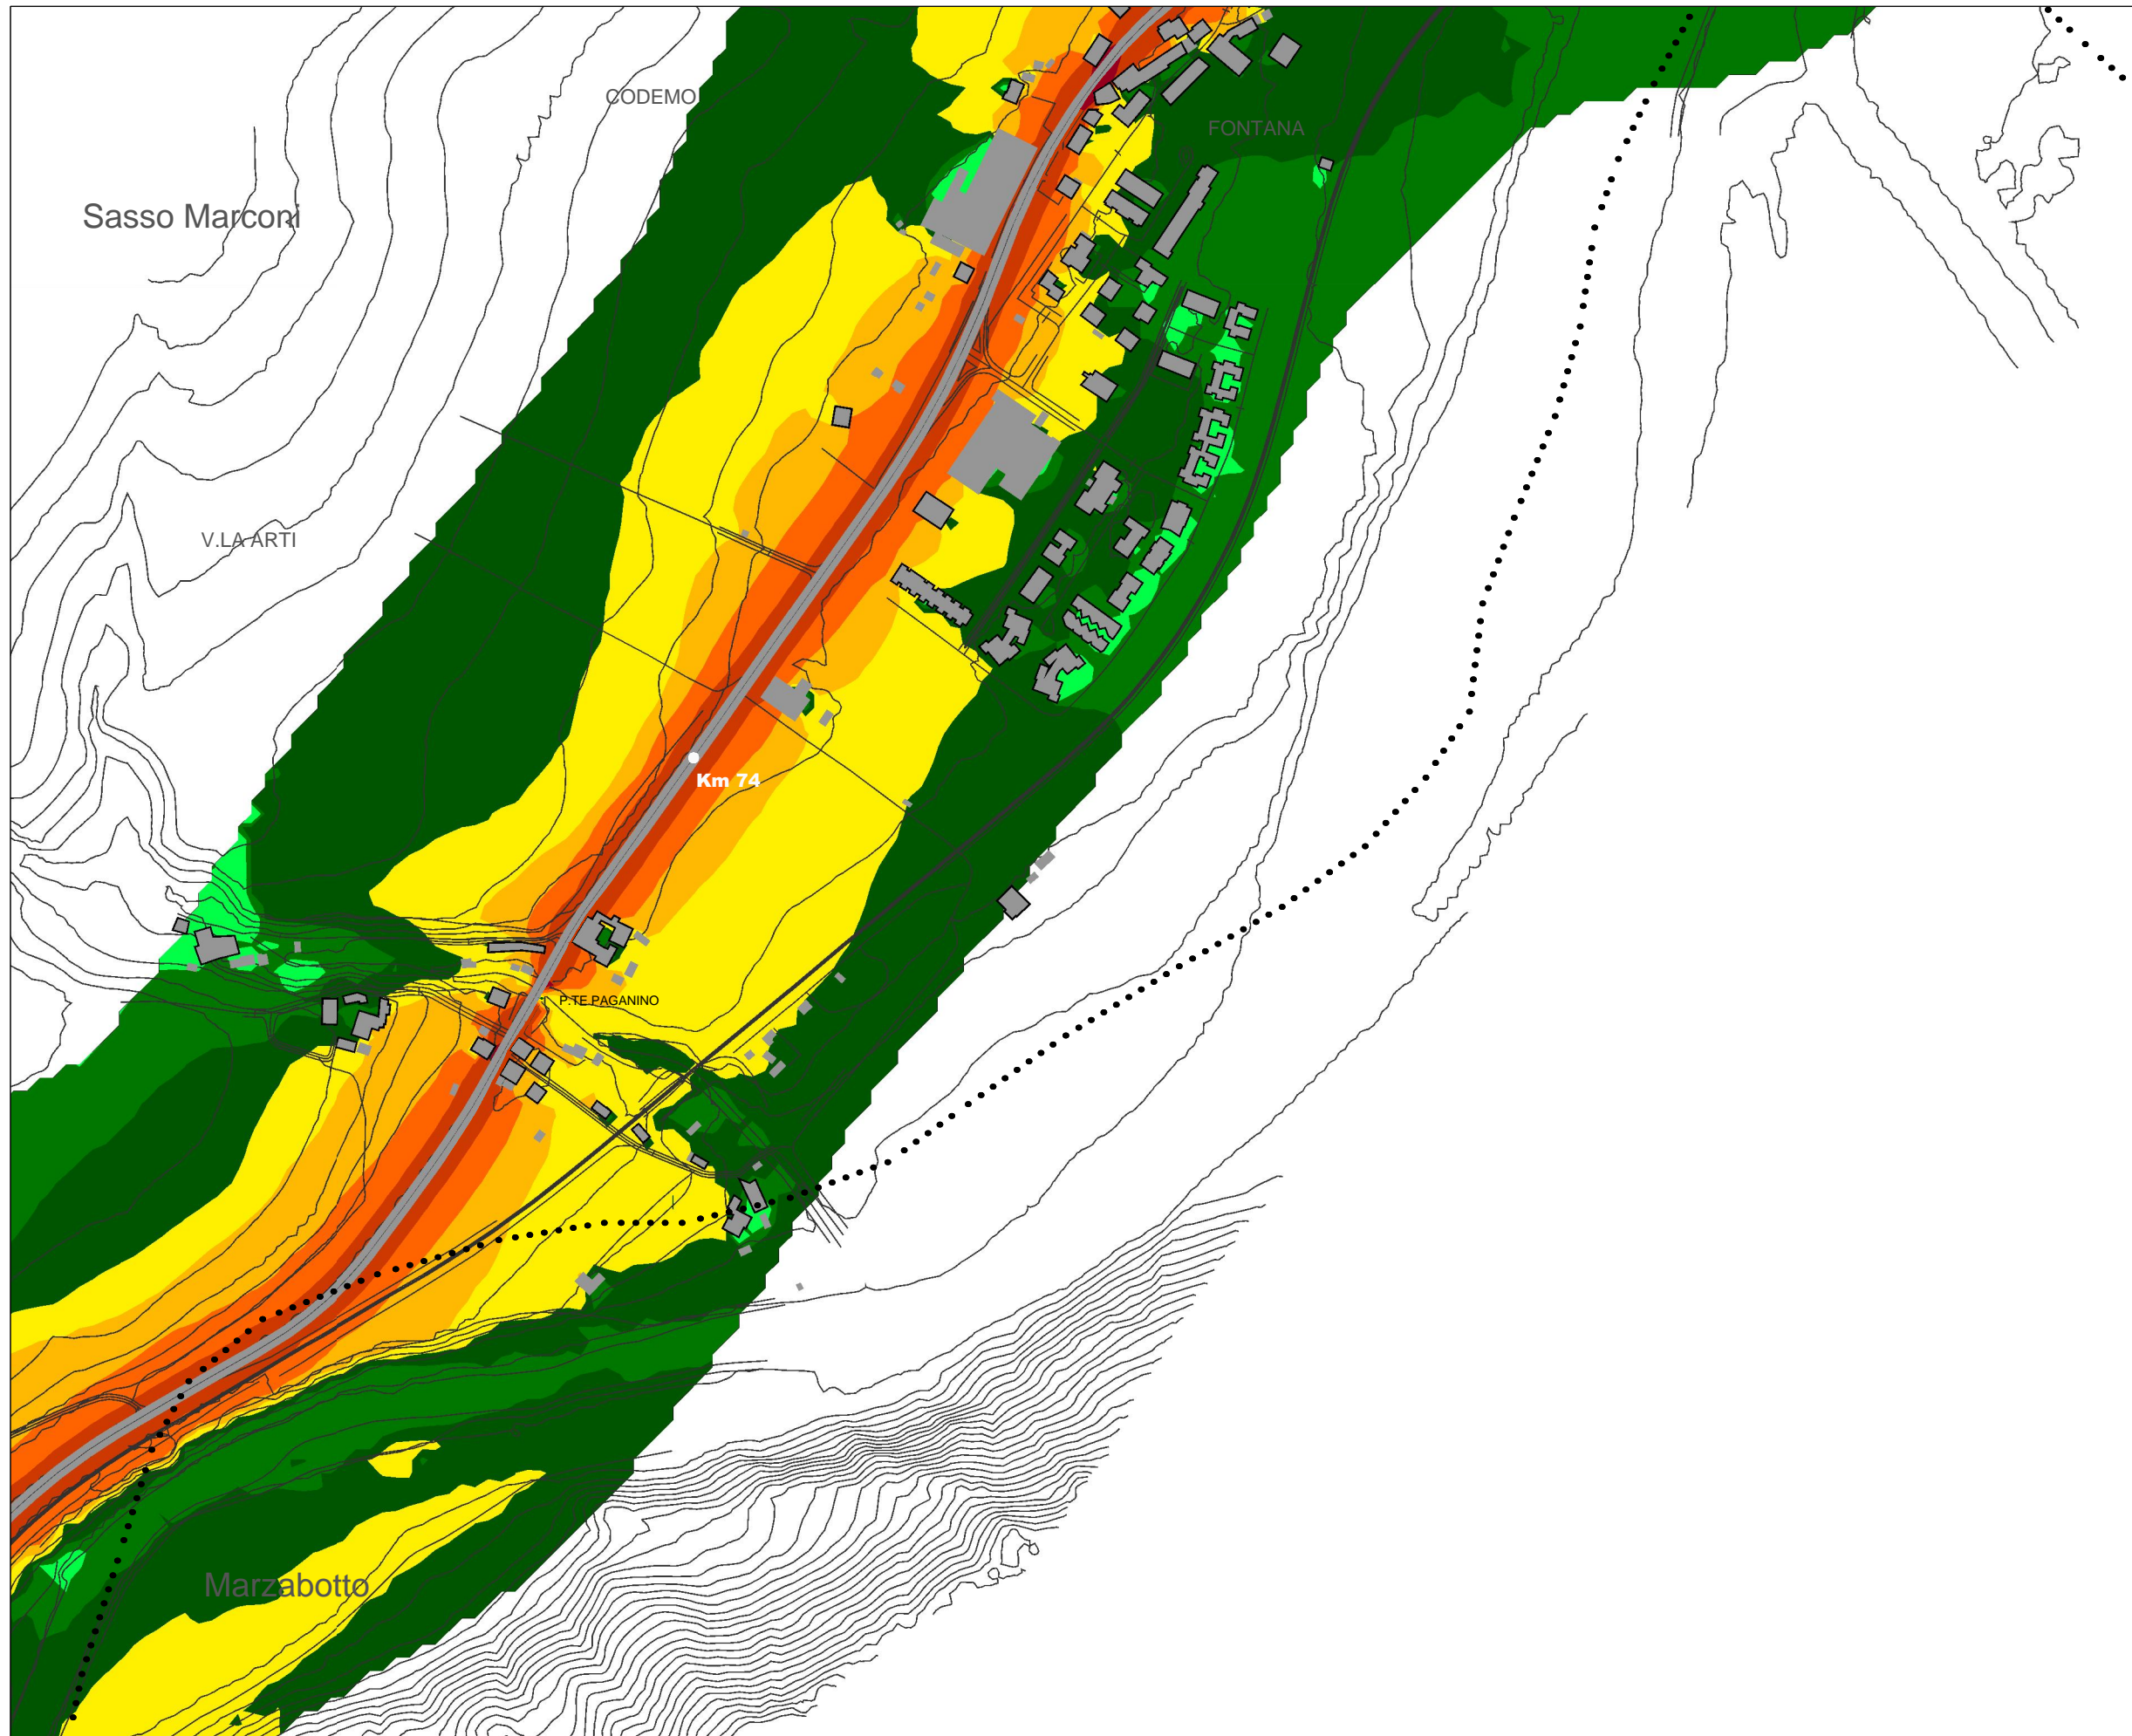 CODEMO
FONTANA
Sasso Marconi
V.LA ARTI
Km 74
P.TE PAGANINO
Marzabotto